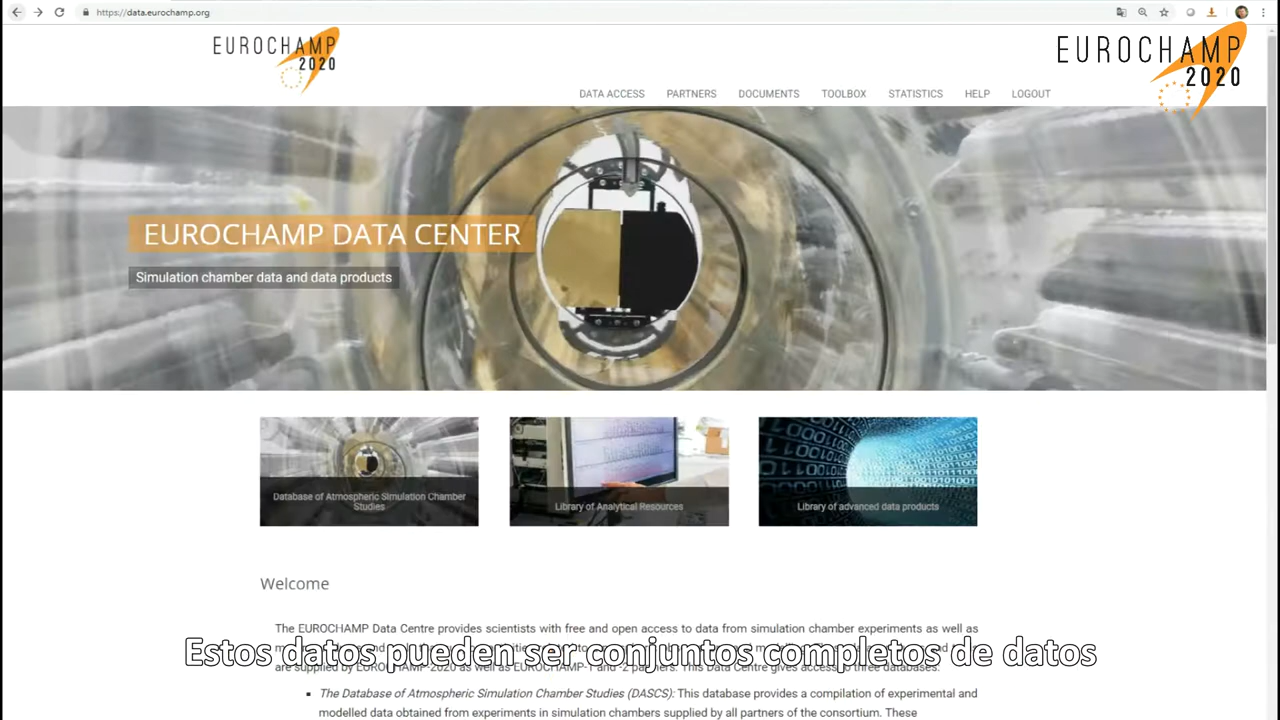 https://data.eurochamp.org
EUROCHAMP
2020
EUROCHAMP
2020
DATA ACCESS PARTNERS DOCUMENTS TOOLBOX STATISTICS HELP LOGOUT
EUROCHAMP DATA CENTER
Simulation chamber data and data products
Database of Atmospheric Simulation Chamber
Studies
Library of Analytical Resources
Library of advanced data products
Welcome
The EUROCHAMP Data Centre provides scientists with free and open access to data from simulation chamber experiments as well as
Estos datos pueden ser conjuntos completos de datos
are supplied by EUROCHAMP-2020 as well as EUROCHAMP-1 and -2 partners. This Data Centre gives access to three databases:
▪ The Database of Atmospheric Simulation Chamber Studies (DASCS): This database provides a compilation of experimental and
modelled data obtained from experiments in simulation chambers supplied by all partners of the consortium. These